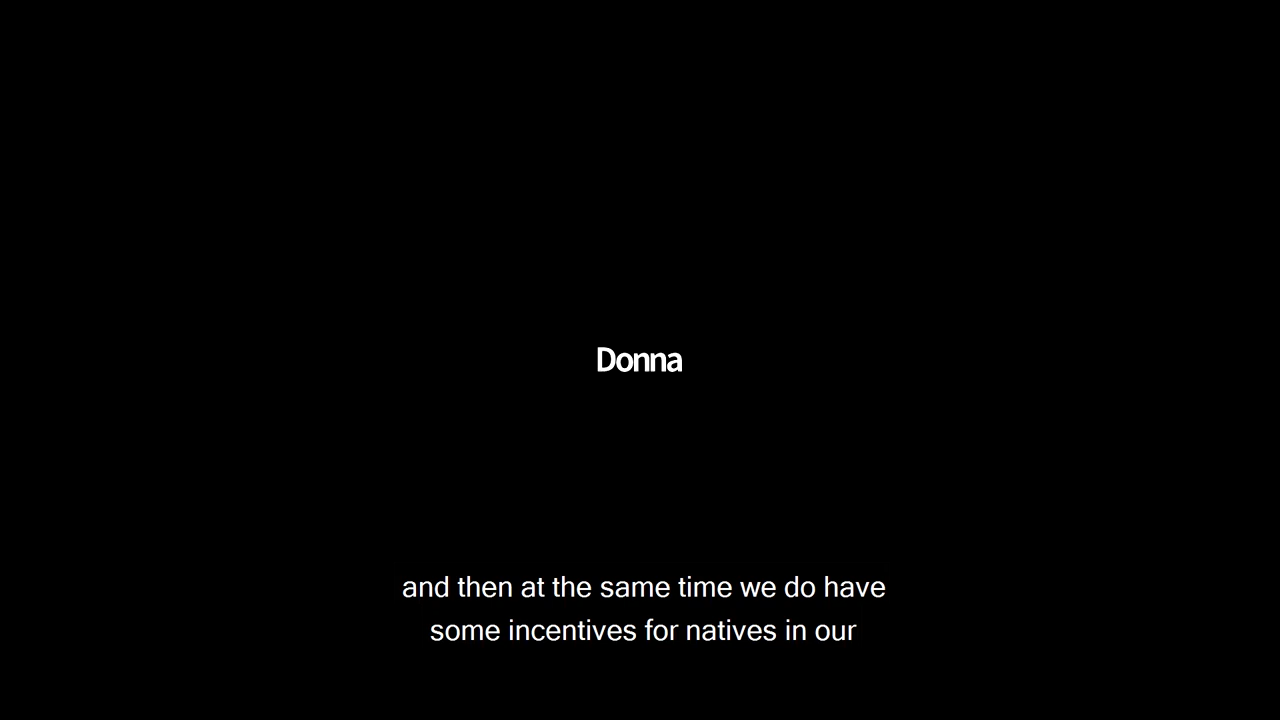 Donna
and then at the same time we do have
some incentives for natives in our